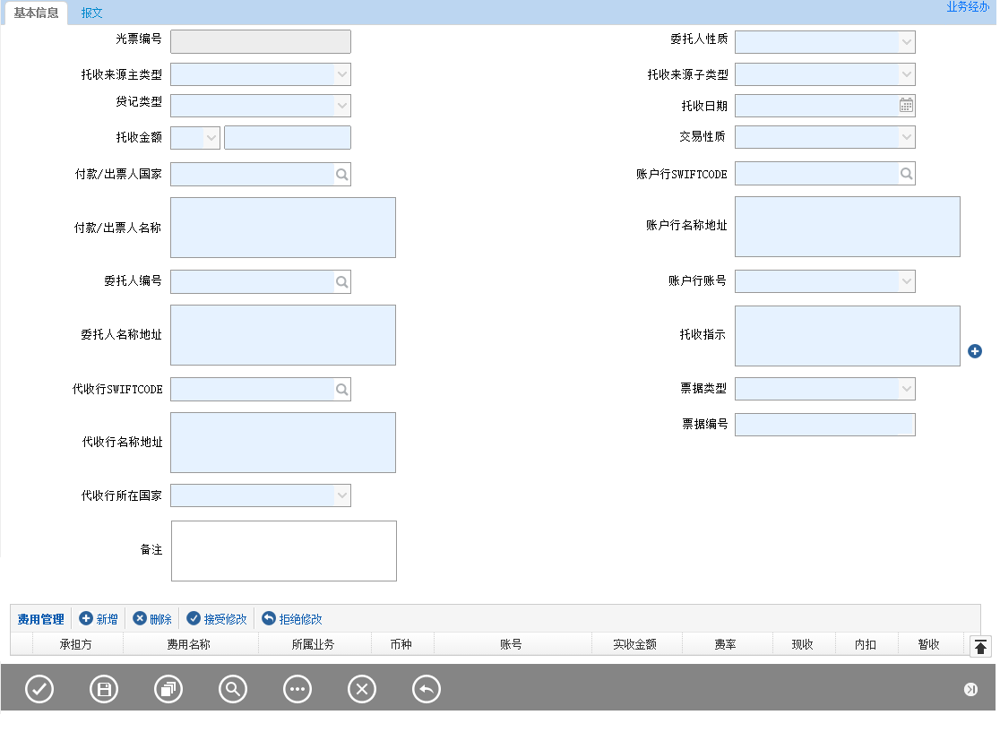 基本信息 报文 业务经办
光票编号 委托人性质
托收来源主类型 托收来源子类型
贷记类型 托收日期
托收金额 交易性质
付款/出票人国家 账户行SWIFTCODE
付款/出票人名称 账户行名称地址
委托人编号 账户行账号
委托人名称地址 托收指示
代收行SWIFTCODE 票据类型
代收行名称地址 票据编号
代收行所在国家
备注
费用管理 新增 删除 接受修改 拒绝修改
承担方 费用名称 所属业务 币种 账号 实收金额 费率 现收 内扣 暂收